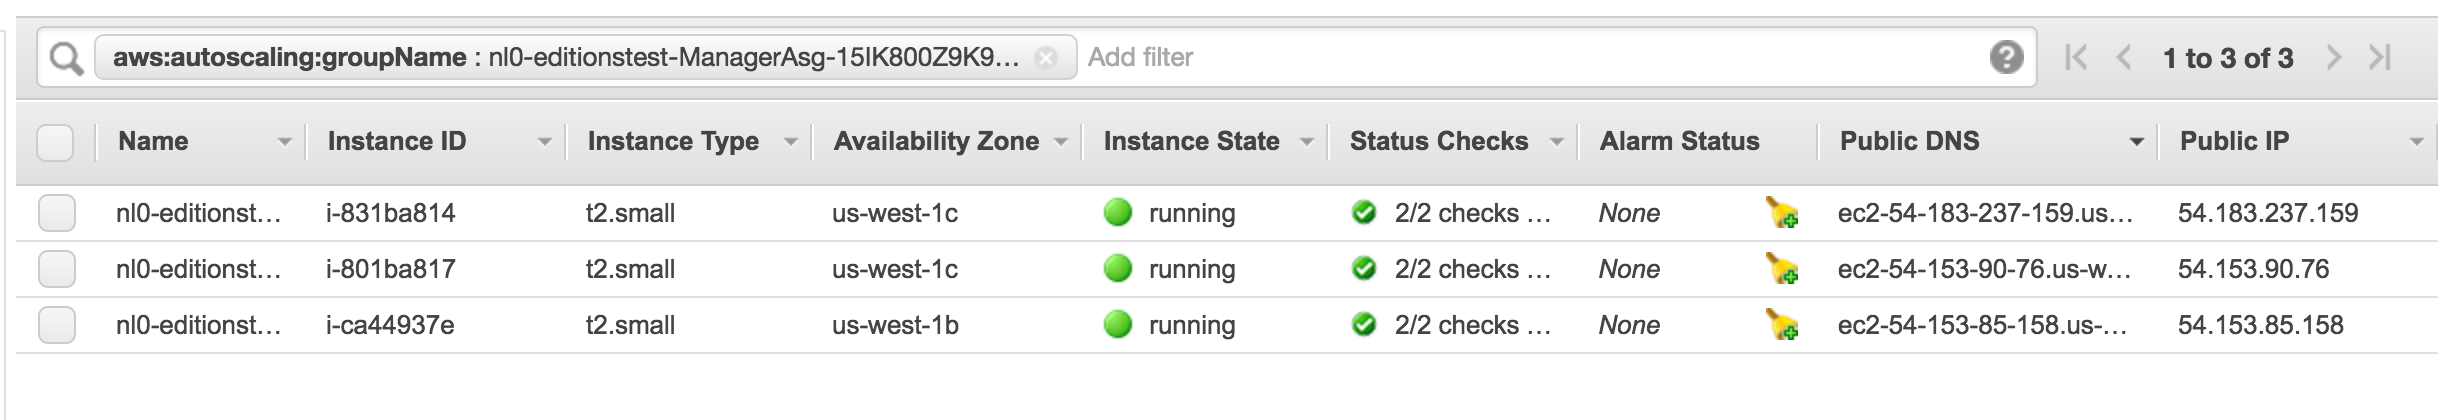 aws:autoscaling:groupName : nl0-editionstest-ManagerAsg-15IK800Z9K9... Add filter ? 1 to 3 of 3
Name Instance ID Instance Type Availability Zone Instance State Status Checks Alarm Status Public DNS Public IP
nl0-editionst... i-831ba814 t2.small us-west-1c running 2/2 checks ... None ec2-54-183-237-159.us... 54.183.237.159
nl0-editionst... i-801ba817 t2.small us-west-1c running 2/2 checks ... None ec2-54-153-90-76.us-w... 54.153.90.76
nl0-editionst... i-ca44937e t2.small us-west-1b running 2/2 checks ... None ec2-54-153-85-158.us-... 54.153.85.158